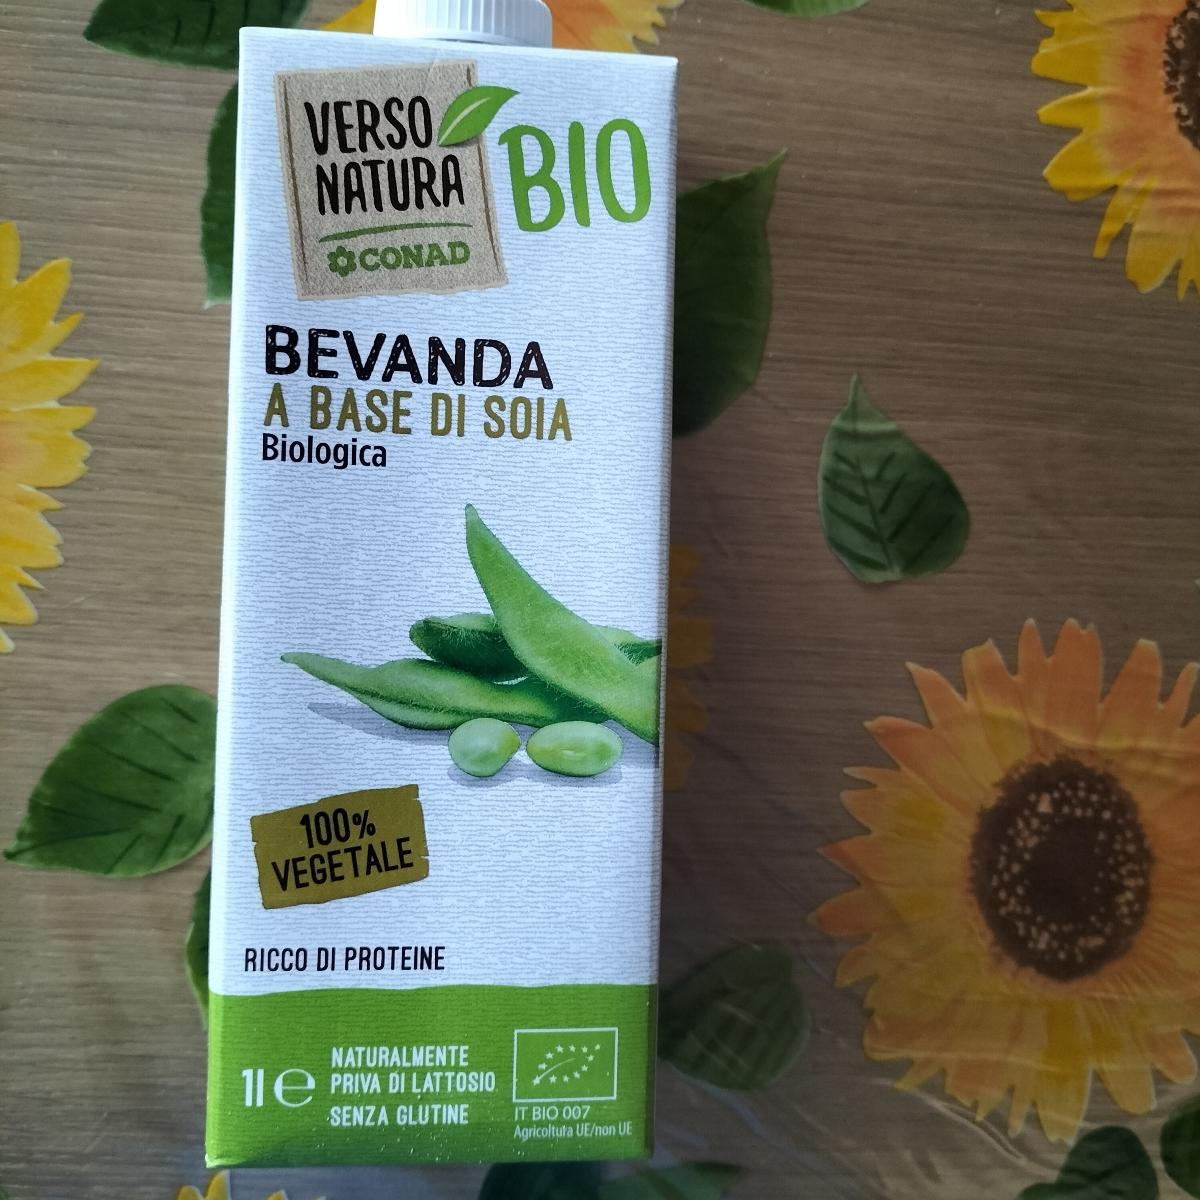 VERSO
NATURA
CONAD
BIO
BEVANDA
A BASE DI SOIA
Biologica
100%
VEGETALE
RICCO DI PROTEINE
1l e
NATURALMENTE
PRIVA DI LATTOSIO
SENZA GLUTINE
IT BIO 007
Agricoltura UE/non UE